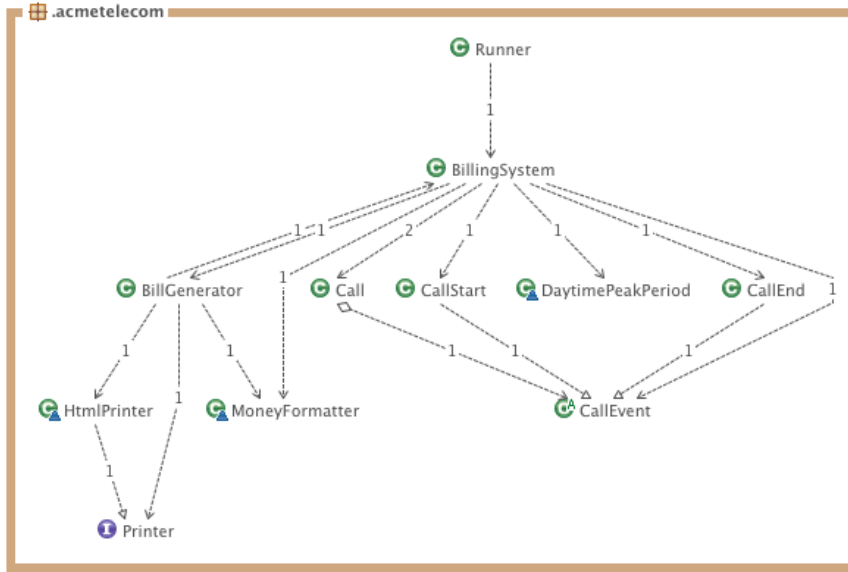 .acmetelecom
C Runner
1
C BillingSystem
1 1 2 1 1 1
1 1
C BillGenerator C Call C CallStart C DaytimePeakPeriod C CallEnd
1 1 1 1 1
1
C HtmlPrinter C MoneyFormatter C A CallEvent
1
I Printer